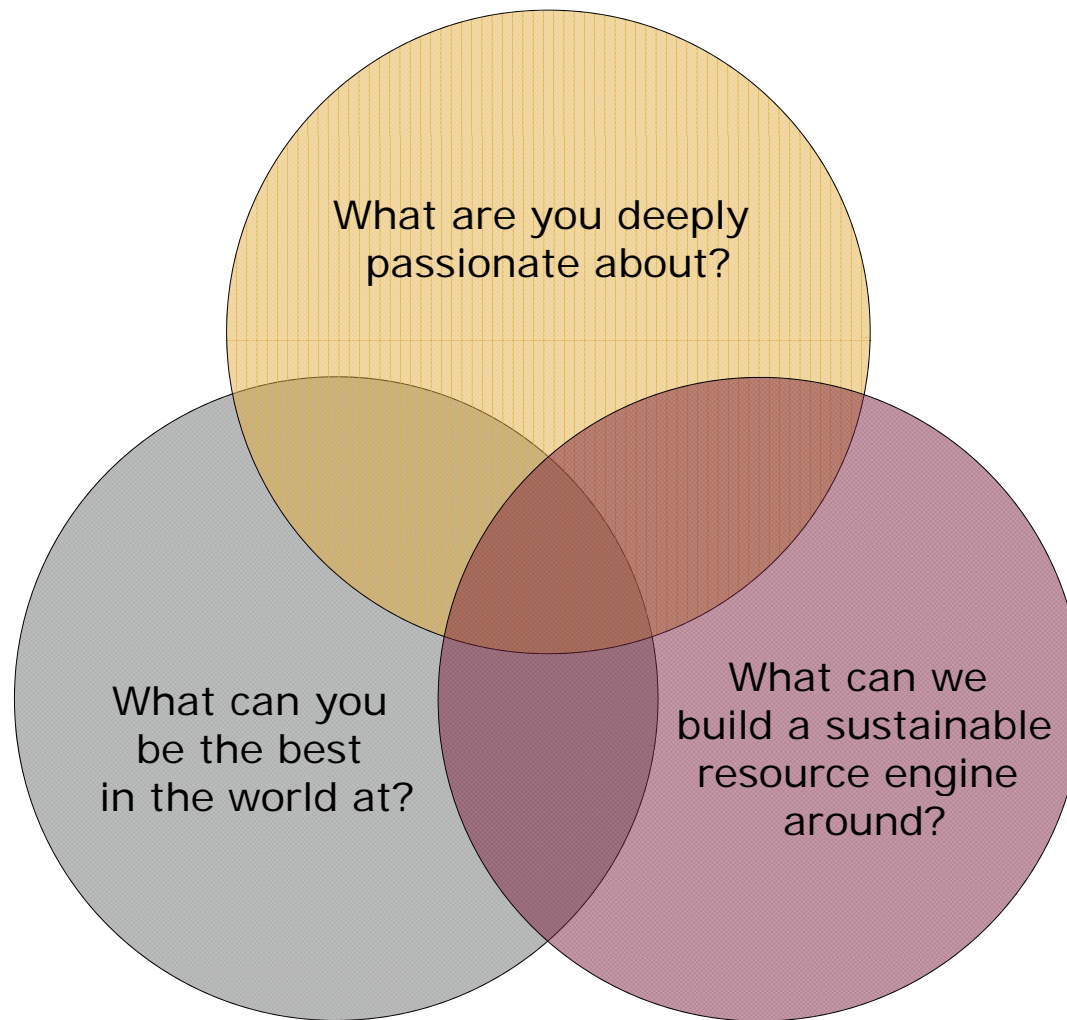 What are you deeply
passionate about?
What can you
be the best
in the world at?
What can we
build a sustainable
resource engine
around?